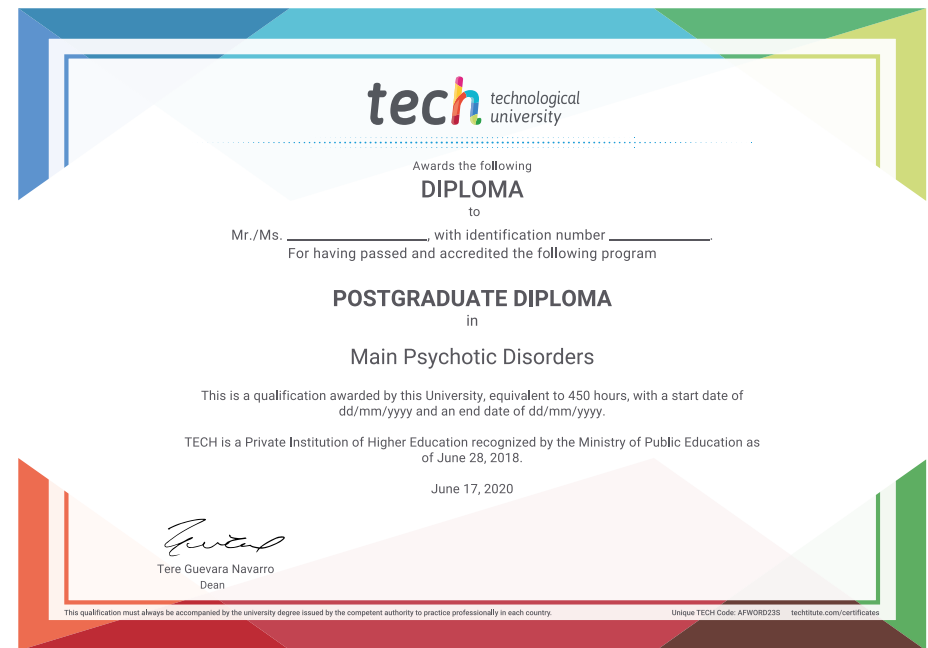 tech technological
university
Awards the following
DIPLOMA
to
Mr./Ms. ____________________, with identification number ______________.
For having passed and accredited the following program
POSTGRADUATE DIPLOMA
in
Main Psychotic Disorders
This is a qualification awarded by this University, equivalent to 450 hours, with a start date of
dd/mm/yyyy and an end date of dd/mm/yyyy.
TECH is a Private Institution of Higher Education recognized by the Ministry of Public Education as
of June 28, 2018.
June 17, 2020
Tere Guevara Navarro
Dean
This qualification must always be accompanied by the university degree issued by the competent authority to practice professionally in each country. Unique TECH Code: AFWORD23S techtitute.com/certificates